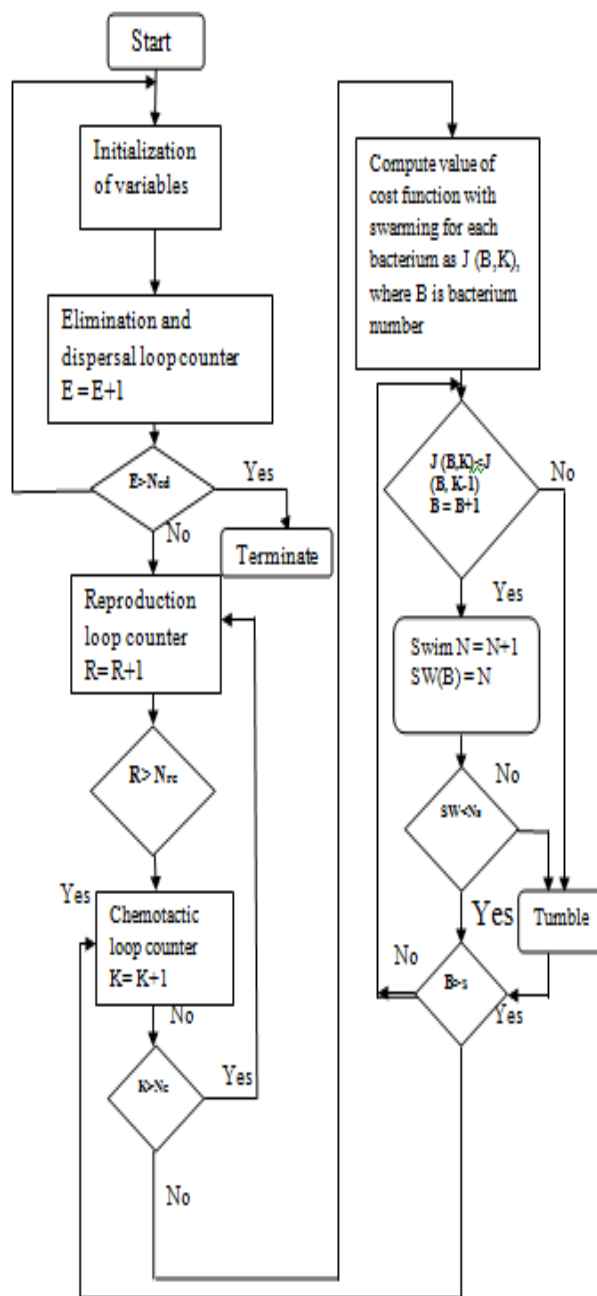 Start
Initialization
of variables
Elimination and
dispersal loop counter
E = E+1
E>Ned
Yes
No
Terminate
Reproduction
loop counter
R= R+1
R> Nre
Yes
Chemotactic
loop counter
K= K+1
No
K>Nc
Yes
No
Compute value of
cost function with
swarming for each
bacterium as J (B,K),
where B is bacterium
number
J (B,K)<J
(B, K-1)
B = B+1
No
Yes
Swim N = N+1
SW(B) = N
No
SW<Ns
Yes
Tumble
No
B>s
Yes